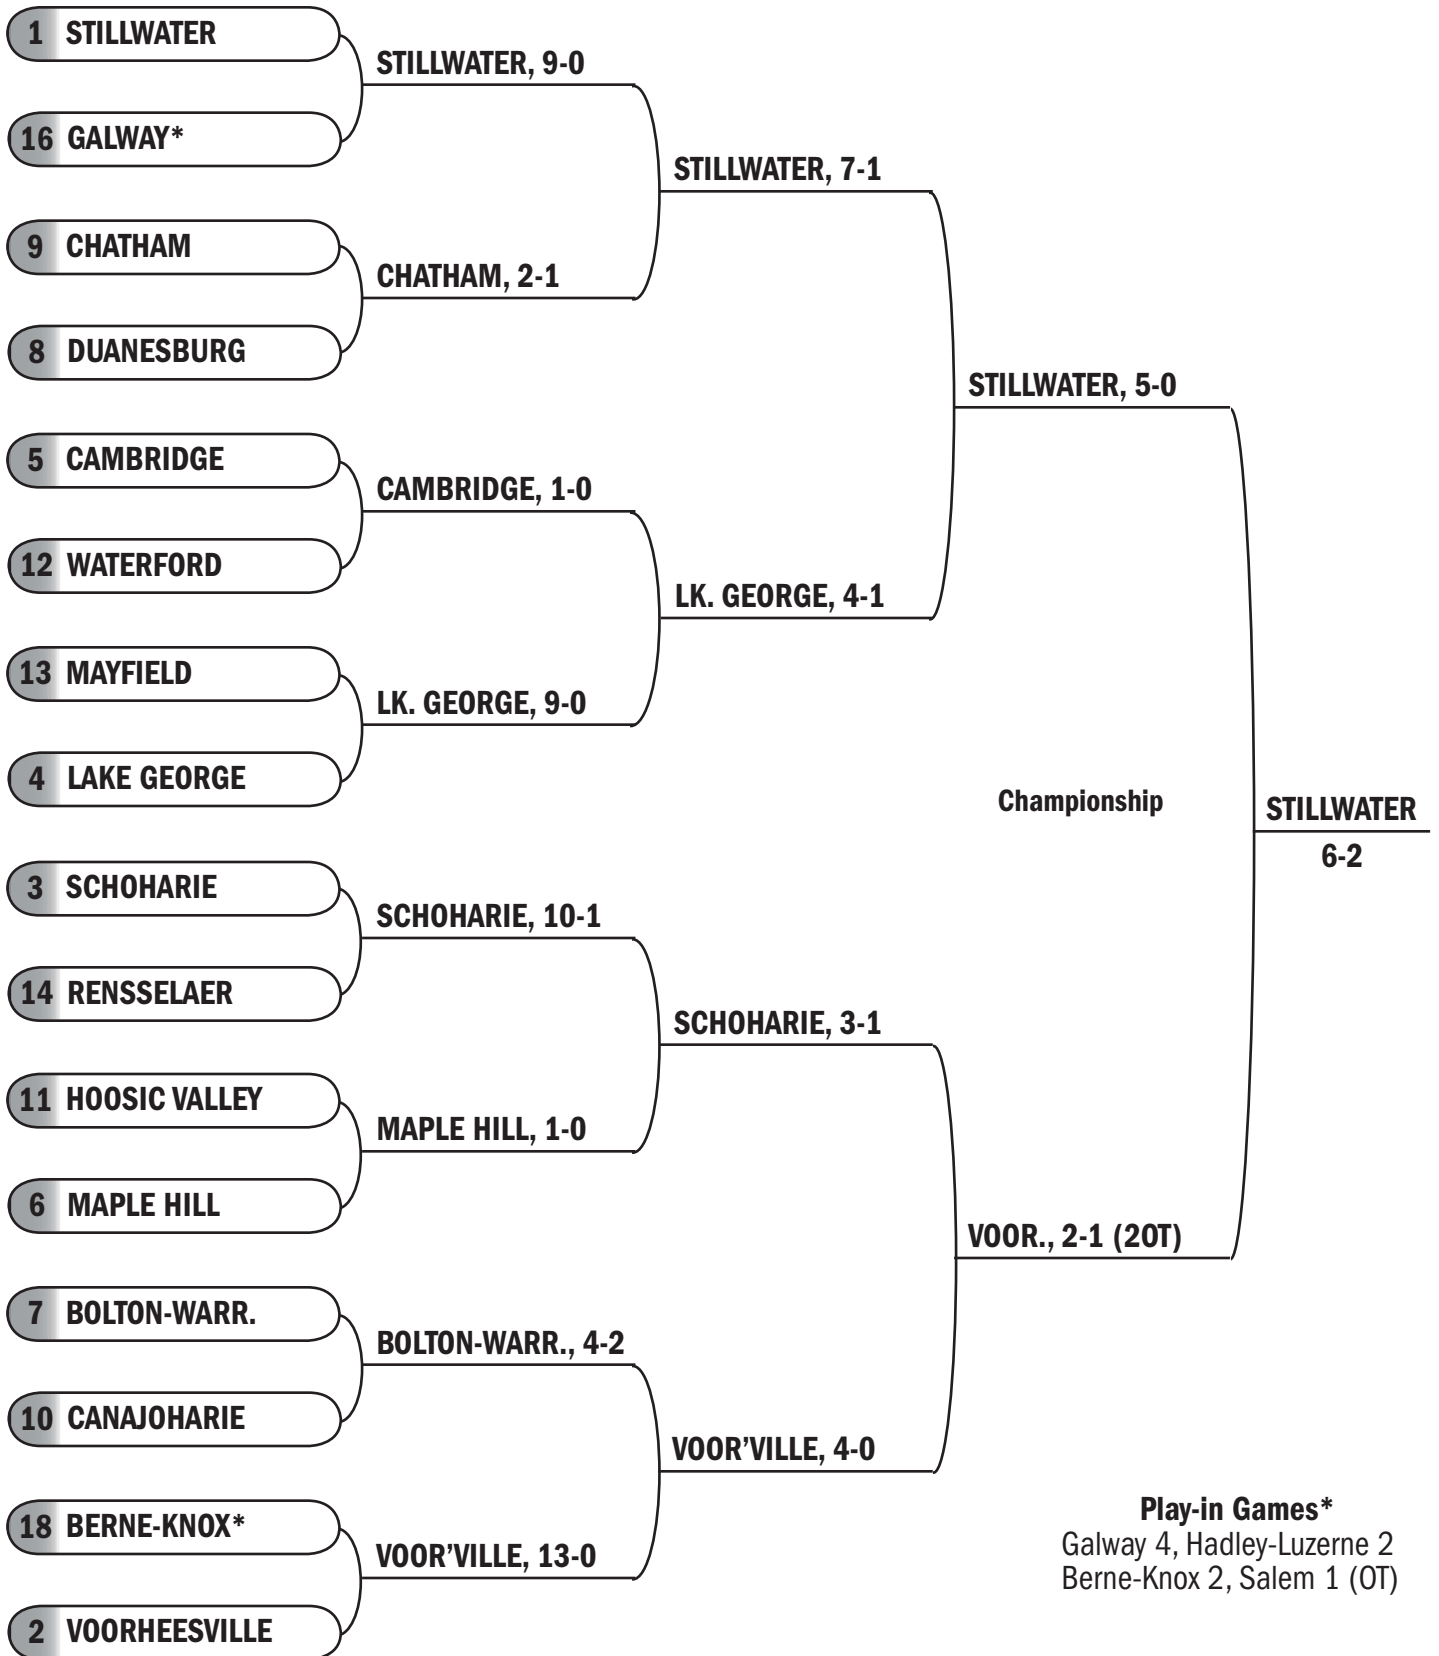 1 STILLWATER
16 GALWAY*
9 CHATHAM
8 DUANESBURG
5 CAMBRIDGE
12 WATERFORD
13 MAYFIELD
4 LAKE GEORGE
3 SCHOHARIE
14 RENSSELAER
11 HOOSIC VALLEY
6 MAPLE HILL
7 BOLTON-WARR.
10 CANAJOHARIE
18 BERNE-KNOX*
2 VOORHEESVILLE
STILLWATER, 9-0
CHATHAM, 2-1
CAMBRIDGE, 1-0
LK. GEORGE, 9-0
SCHOHARIE, 10-1
MAPLE HILL, 1-0
BOLTON-WARR., 4-2
VOOR’VILLE, 13-0
STILLWATER, 7-1
LK. GEORGE, 4-1
SCHOHARIE, 3-1
VOOR’VILLE, 4-0
STILLWATER, 5-0
VOOR., 2-1 (2OT)
Championship
STILLWATER
6-2
Play-in Games*
Galway 4, Hadley-Luzerne 2
Berne-Knox 2, Salem 1 (OT)